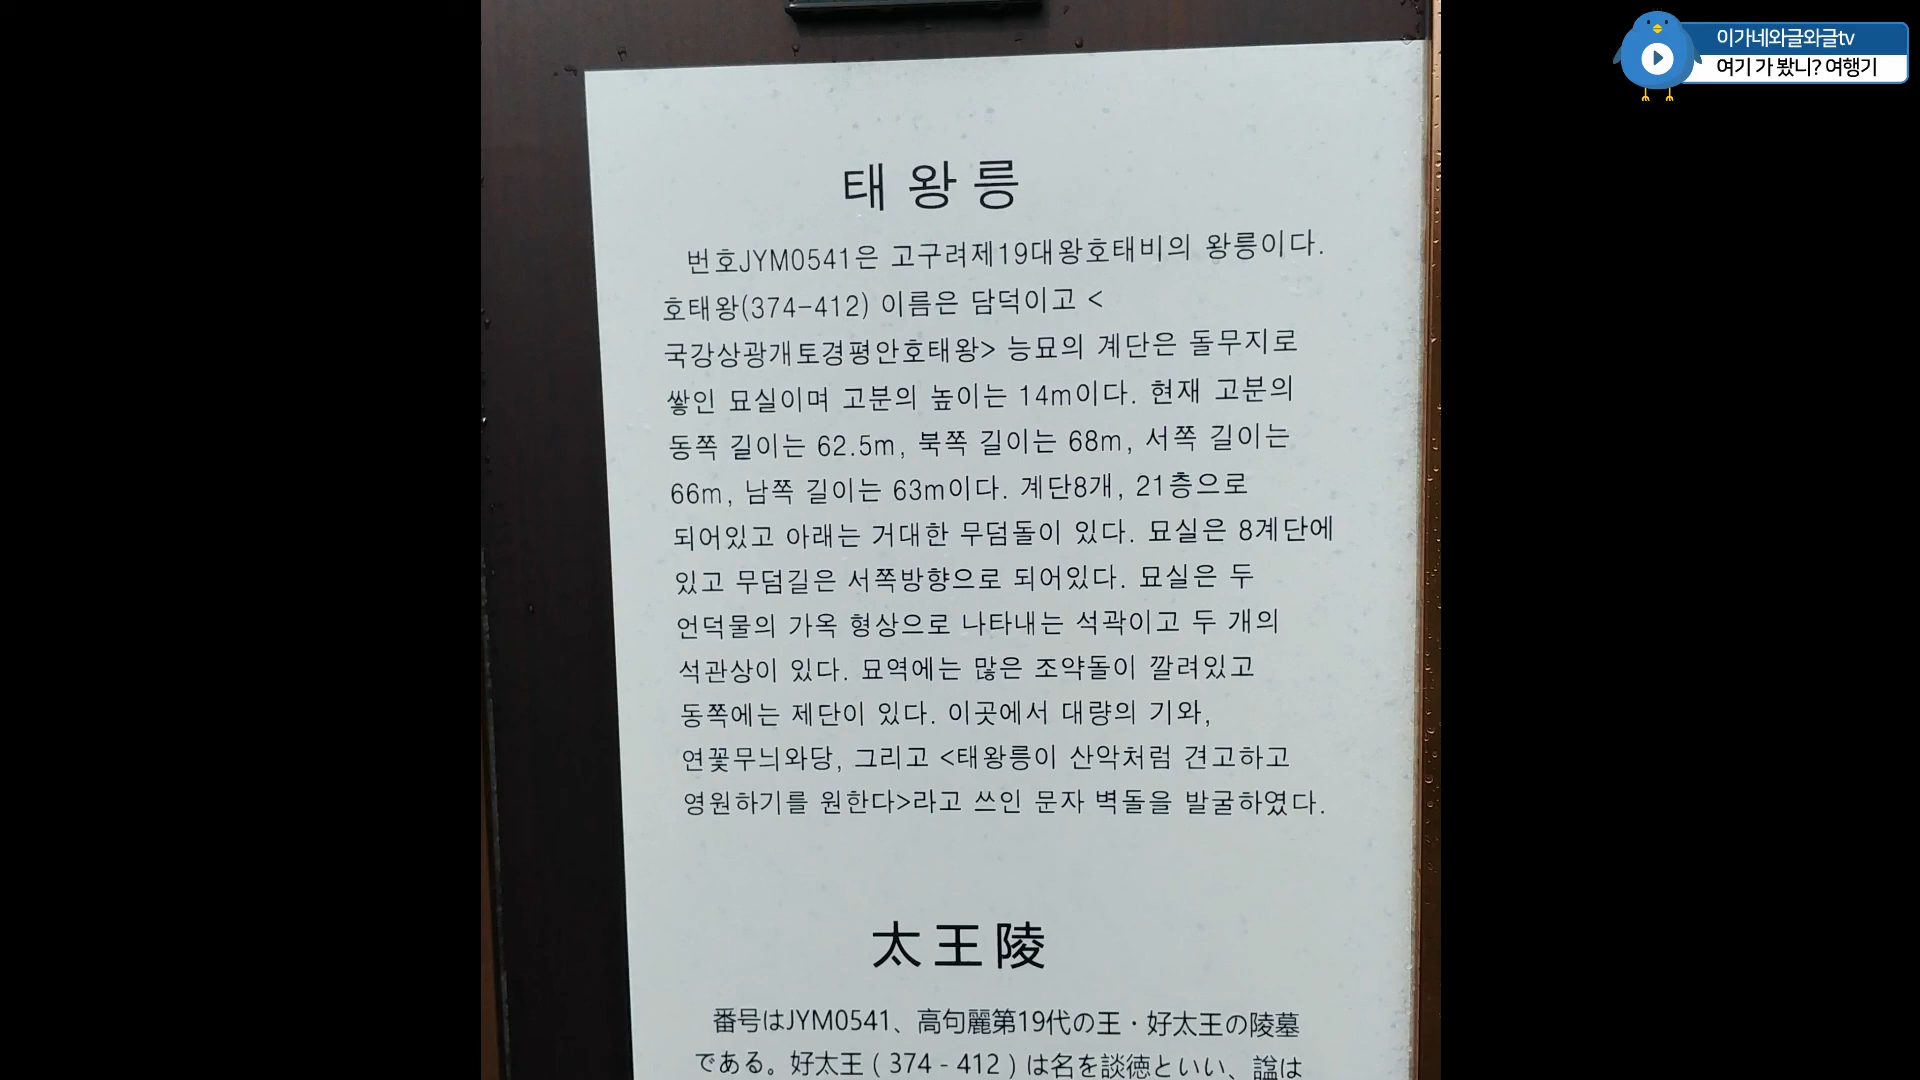 이가네와글와글tv
여기 가 봤니? 여행기
태왕릉
번호JYM0541은 고구려제19대왕호태비의 왕릉이다.
호태왕(374-412) 이름은 담덕이고 <
국강상광개토경평안호태왕> 능묘의 계단은 돌무지로
쌓인 묘실이며 고분의 높이는 14m이다. 현재 고분의
동쪽 길이는 62.5m, 북쪽 길이는 68m, 서쪽 길이는
66m, 남쪽 길이는 63m이다. 계단8개, 21층으로
되어있고 아래는 거대한 무덤돌이 있다. 묘실은 8계단에
있고 무덤길은 서쪽방향으로 되어있다. 묘실은 두
언덕물의 가옥 형상으로 나타내는 석곽이고 두 개의
석관상이 있다. 묘역에는 많은 조약돌이 깔려있고
동쪽에는 제단이 있다. 이곳에서 대량의 기와,
연꽃무늬와당, 그리고 <태왕릉이 산악처럼 견고하고
영원하기를 원한다>라고 쓰인 문자 벽돌을 발굴하였다.
太王陵
番号はJYM0541、高句麗第19代の王・好太王の陵墓
である。好太王 ( 374 - 412 ) は名を談徳といい、諡は